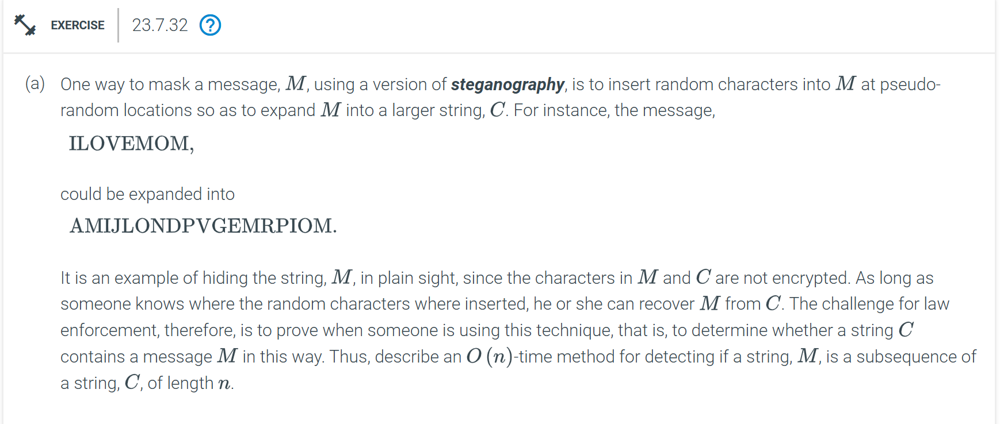 EXERCISE 23.7.32 ?
(a) One way to mask a message, M, using a version of steganography, is to insert random characters into M at pseudo-
random locations so as to expand M into a larger string, C. For instance, the message,
ILOVEMOM,
could be expanded into
AMIJLONDPVGEMRPIOM.
It is an example of hiding the string, M, in plain sight, since the characters in M and C are not encrypted. As long as
someone knows where the random characters where inserted, he or she can recover M from C. The challenge for law
enforcement, therefore, is to prove when someone is using this technique, that is, to determine whether a string C
contains a message M in this way. Thus, describe an O (n)-time method for detecting if a string, M, is a subsequence of
a string, C, of length n.